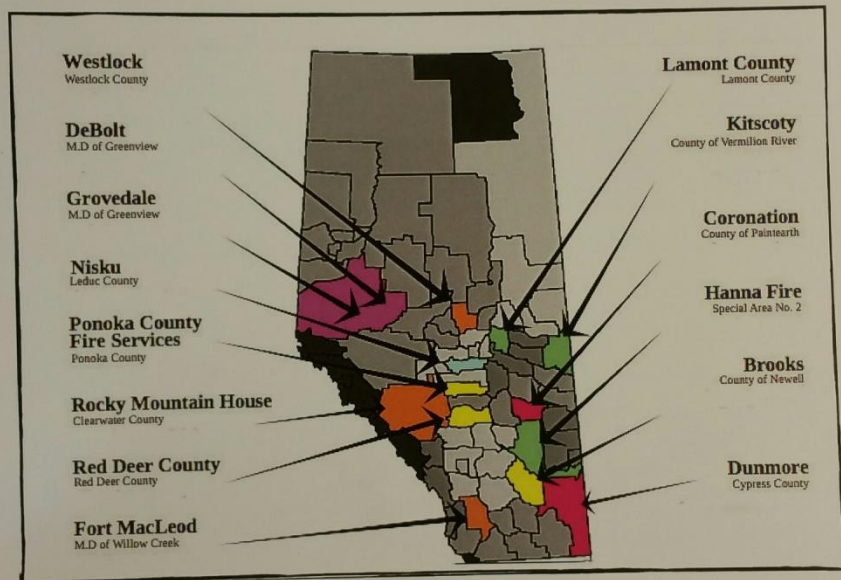 Westlock
Westlock County
DeBolt
M.D of Greenview
Grovedale
M.D of Greenview
Nisku
Leduc County
Ponoka County
Fire Services
Ponoka County
Rocky Mountain House
Clearwater County
Red Deer County
Red Deer County
Fort MacLeod
M.D of Willow Creek
Lamont County
Lamont County
Kitscoty
County of Vermilion River
Coronation
County of Paintearth
Hanna Fire
Special Area No. 2
Brooks
County of Newell
Dunmore
Cypress County